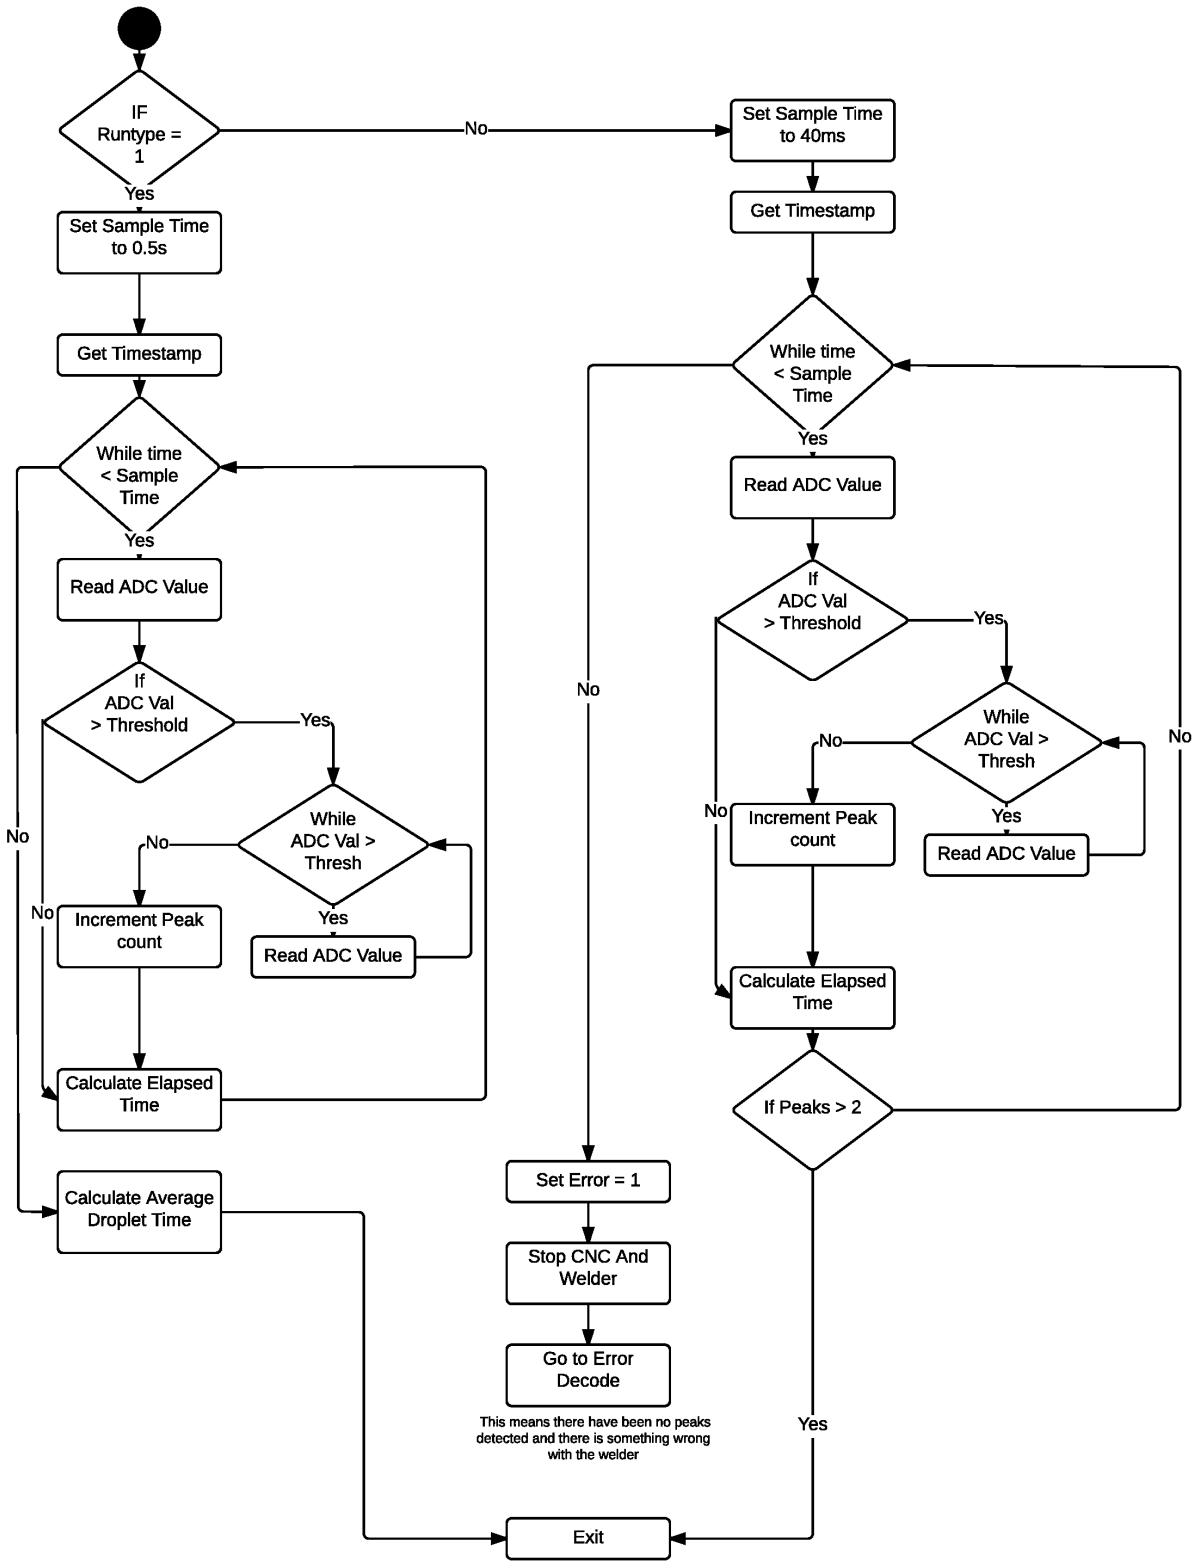 IF
Runtype =
1
No
Yes
Set Sample Time
to 0.5s
Get Timestamp
While time
< Sample
Time
Yes
Read ADC Value
If
ADC Val
> Threshold
Yes
While
ADC Val >
Thresh
No
Yes
Read ADC Value
No
No
Increment Peak
count
Calculate Elapsed
Time
Calculate Average
Droplet Time
Set Sample Time
to 40ms
Get Timestamp
While time
< Sample
Time
Yes
Read ADC Value
If
ADC Val
> Threshold
Yes
No
While
ADC Val >
Thresh
No
No
Yes
Read ADC Value
No
Increment Peak
count
Calculate Elapsed
Time
If Peaks > 2
Set Error = 1
Stop CNC And
Welder
Go to Error
Decode
This means there have been no peaks
detected and there is something wrong
with the welder
Yes
Exit